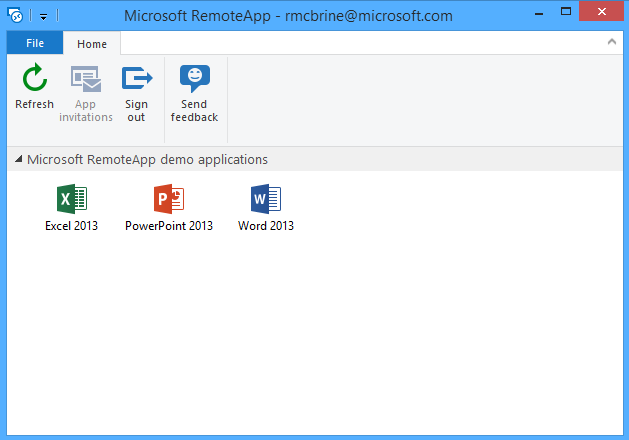 Microsoft RemoteApp - rmcbrine@microsoft.com
File Home
Refresh
App
invitations
Sign
out
Send
feedback
Microsoft RemoteApp demo applications
Excel 2013 PowerPoint 2013 Word 2013